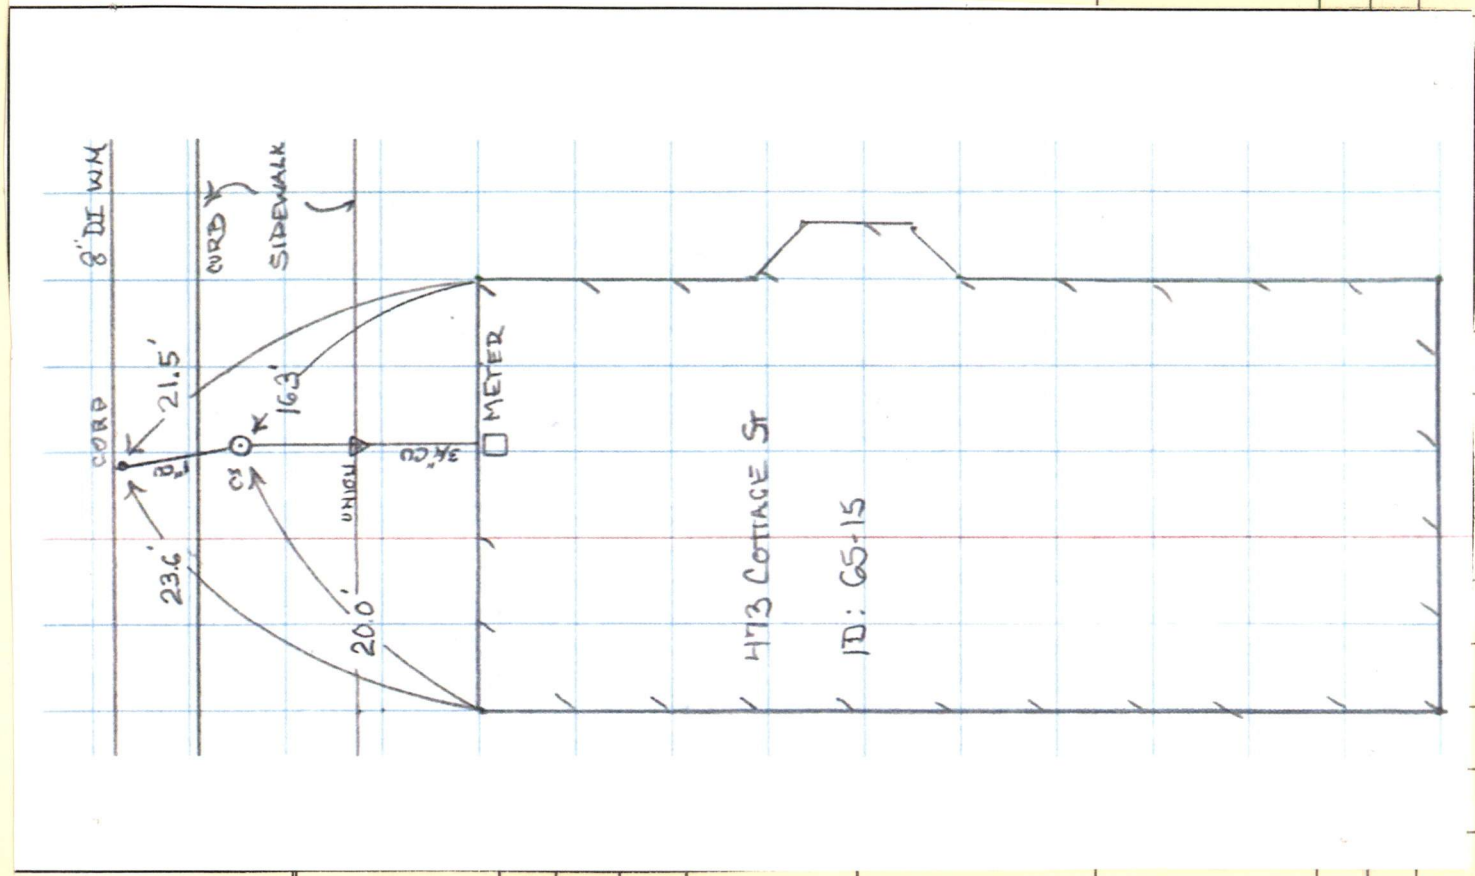 8" DI WM
CURB
SIDEWALK
CORP
21.5'
16.3'
CS
UNION
3/4" CU
METER
23.6'
20.0'
473 COTTAGE ST
ID: 65-15